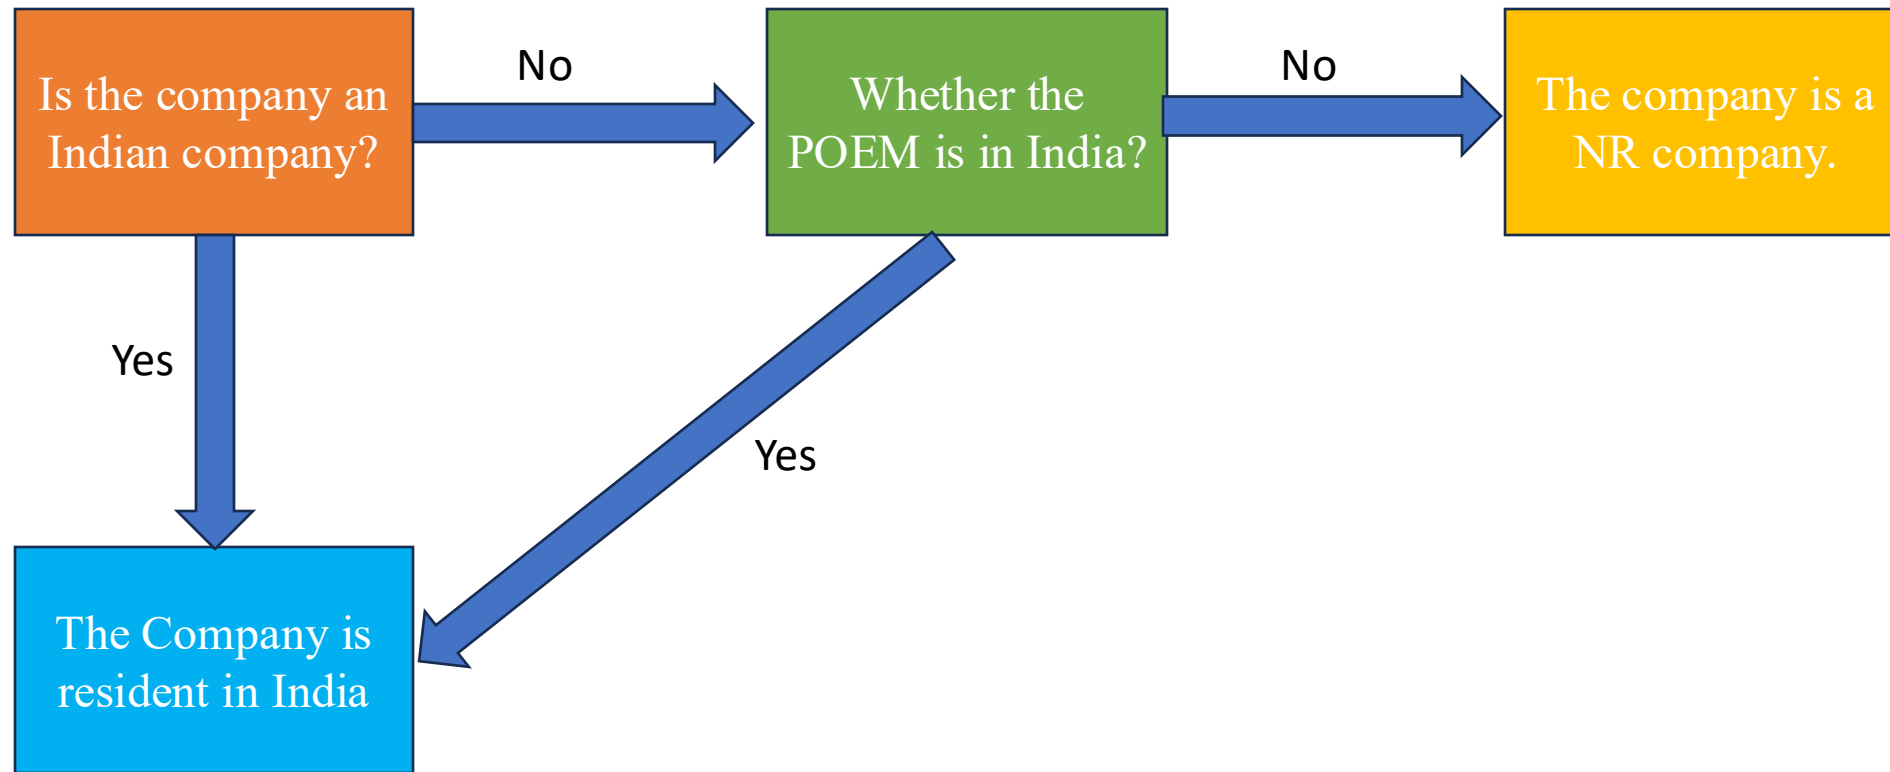 Is the company an
Indian company?
No
Whether the
POEM is in India?
No
The company is a
NR company.
Yes
Yes
The Company is
resident in India